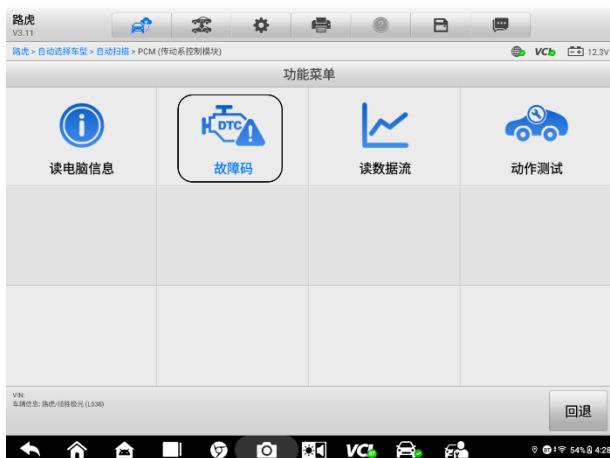 路虎
V3.11
路虎 > 自动选择车型 > 自动扫描 > PCM (传动系控制模块)
VCI 12.3V
功能菜单
读电脑信息
DTC
故障码
读数据流
动作测试
VIN:
车辆信息: 路虎/揽胜极光 (L538)
回退
VCI
54% 4:28